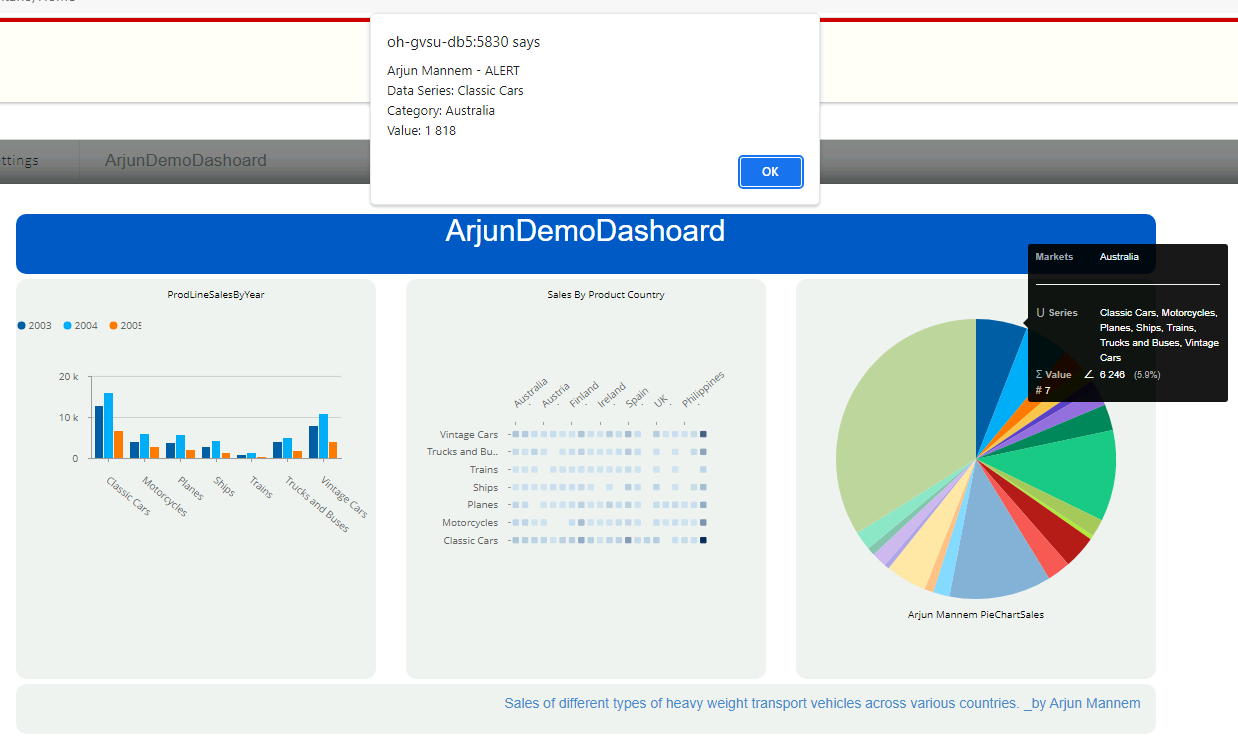 oh-gvsu-db5:5830 says
Arjun Mannem - ALERT
Data Series: Classic Cars
Category: Australia
Value: 1 818
OK
ttings
ArjunDemoDashoard
ArjunDemoDashoard
ProdLineSalesByYear
2003 2004 2005
20 k
10 k
0
Classic Cars
Motorcycles
Planes
Ships
Trains
Trucks and Buses
Vintage Cars
Sales By Product Country
Australia
Austria
Finland
Ireland
Spain
UK
Philippines
Vintage Cars
Trucks and Bu..
Trains
Ships
Planes
Motorcycles
Classic Cars
Markets Australia
Series Classic Cars, Motorcycles,
Planes, Ships, Trains,
Trucks and Buses, Vintage
Cars
Σ Value ∠ 6 246 (5.9%)
# 7
Arjun Mannem PieChartSales
Sales of different types of heavy weight transport vehicles across various countries. _by Arjun Mannem